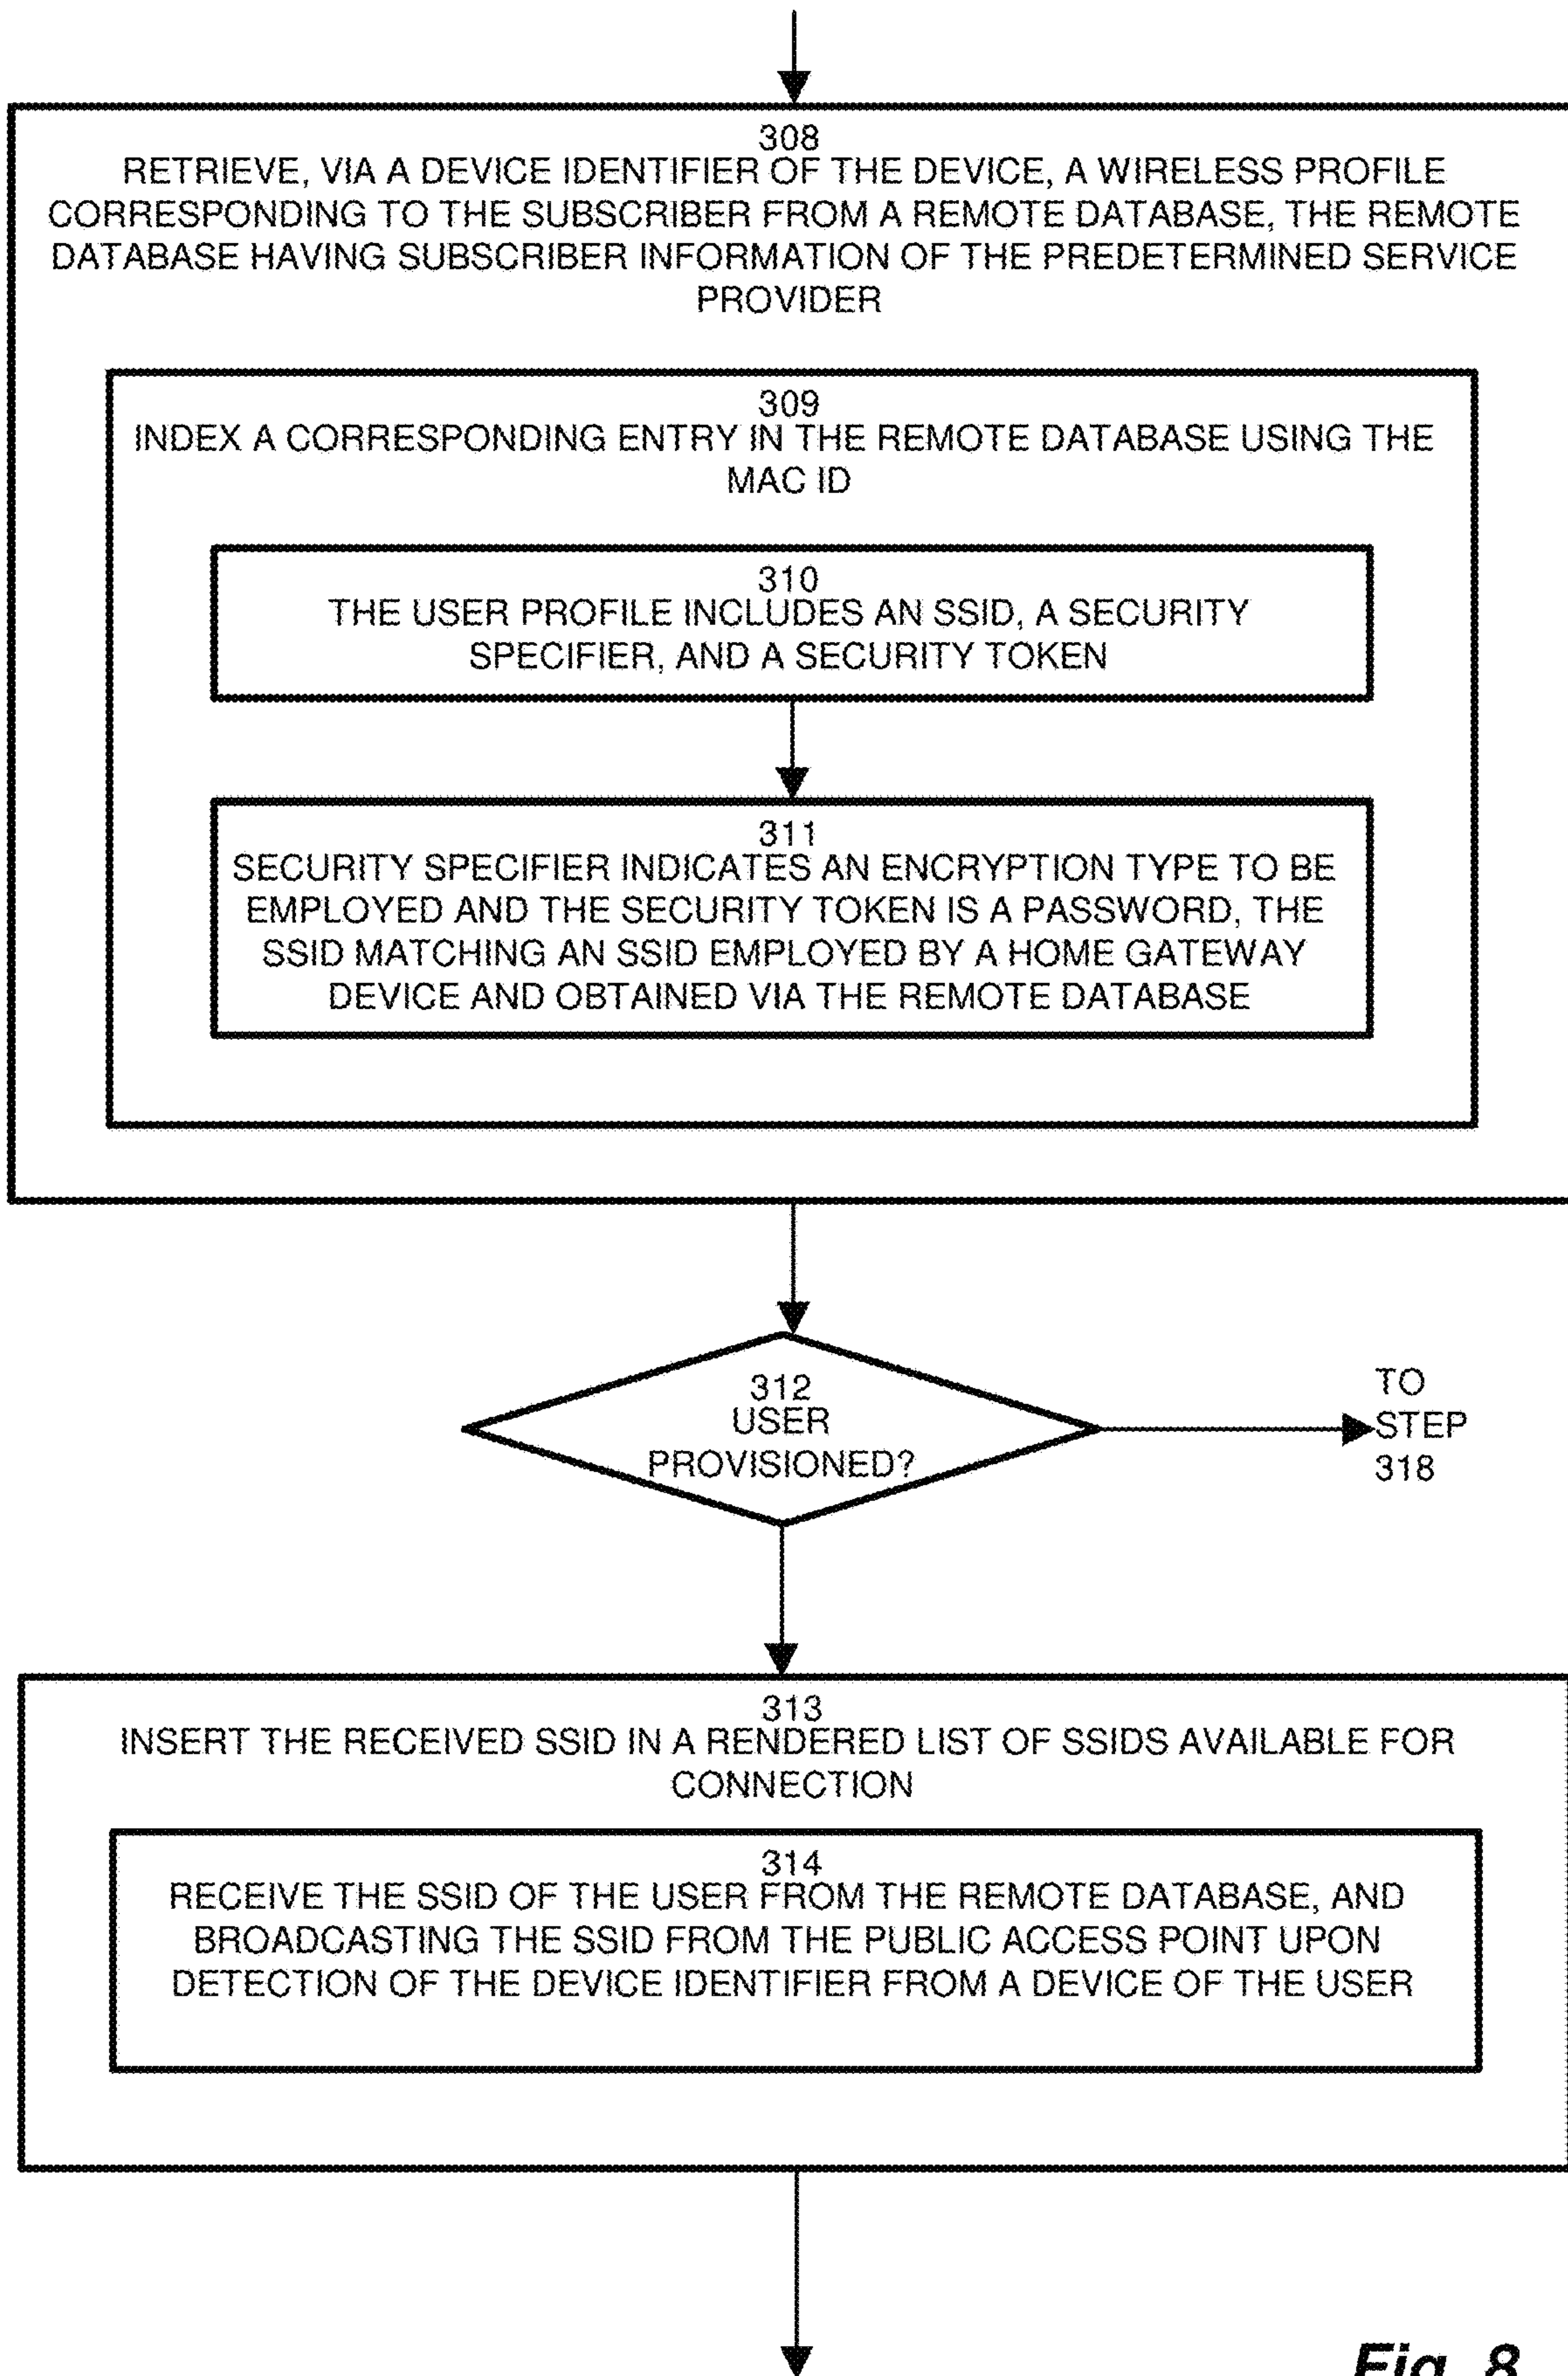 308
RETRIEVE, VIA A DEVICE IDENTIFIER OF THE DEVICE, A WIRELESS PROFILE
CORRESPONDING TO THE SUBSCRIBER FROM A REMOTE DATABASE, THE REMOTE
DATABASE HAVING SUBSCRIBER INFORMATION OF THE PREDETERMINED SERVICE
PROVIDER
309
INDEX A CORRESPONDING ENTRY IN THE REMOTE DATABASE USING THE
MAC ID
310
THE USER PROFILE INCLUDES AN SSID, A SECURITY
SPECIFIER, AND A SECURITY TOKEN
311
SECURITY SPECIFIER INDICATES AN ENCRYPTION TYPE TO BE
EMPLOYED AND THE SECURITY TOKEN IS A PASSWORD, THE
SSID MATCHING AN SSID EMPLOYED BY A HOME GATEWAY
DEVICE AND OBTAINED VIA THE REMOTE DATABASE
312
USER
PROVISIONED?
TO
STEP
318
313
INSERT THE RECEIVED SSID IN A RENDERED LIST OF SSIDS AVAILABLE FOR
CONNECTION
314
RECEIVE THE SSID OF THE USER FROM THE REMOTE DATABASE, AND
BROADCASTING THE SSID FROM THE PUBLIC ACCESS POINT UPON
DETECTION OF THE DEVICE IDENTIFIER FROM A DEVICE OF THE USER
Fig. 8